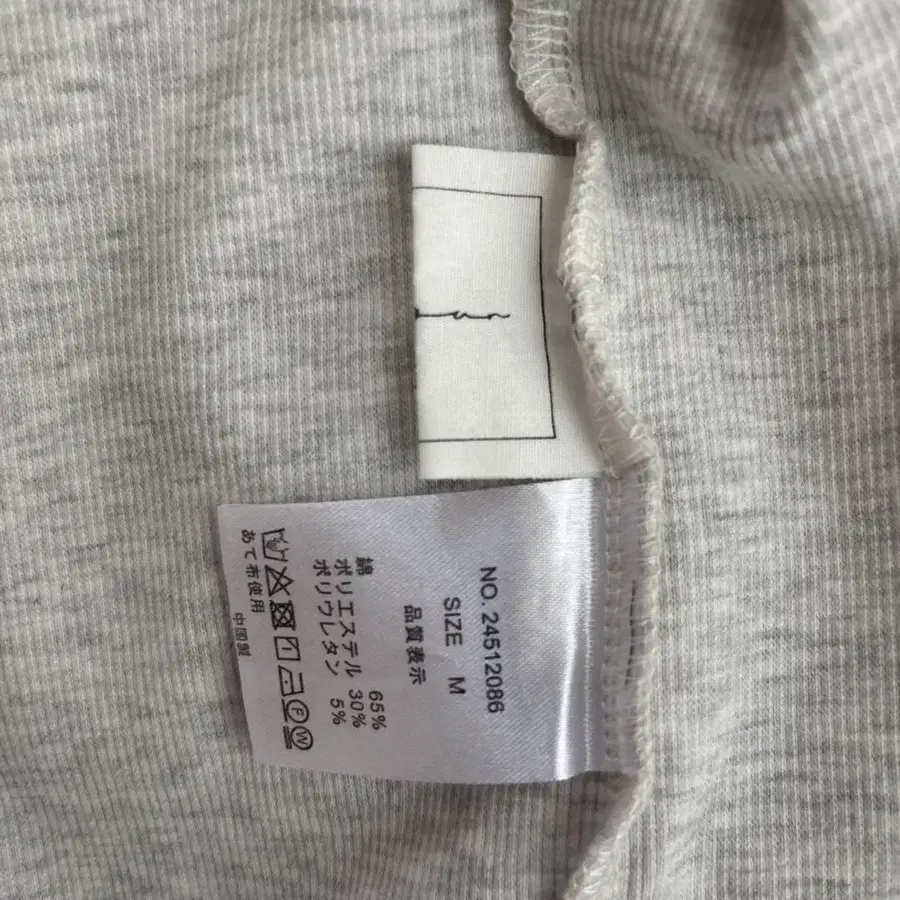 NO. 24512086
SIZE M
品質表示
綿 65%
ポリエステル 30%
ポリウレタン 5%
F W
あて布使用
中国製